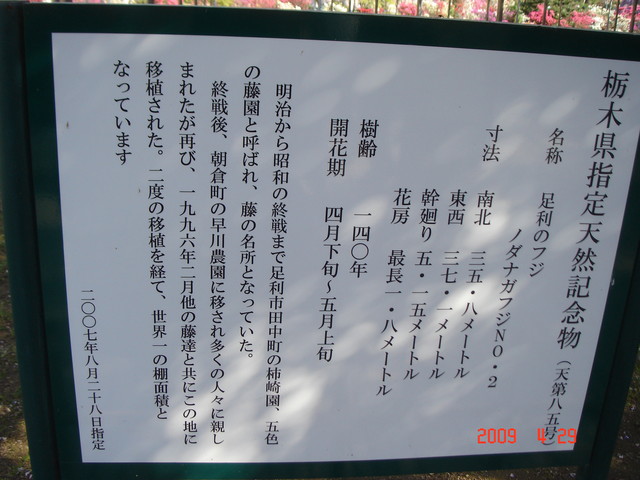 栃木県指定天然記念物（天第八五号）
名称　足利のフジ
ノダナガフジNO・2
寸法　南北　三五・八メートル
東西　三七・一メートル
幹廻り　五・一五メートル
花房　最長一・八メートル
樹齢　一四〇年
開花期　四月下旬～五月上旬
明治から昭和の終戦まで足利市田中町の柿崎園、五色
の藤園と呼ばれ、藤の名所となっていた。
終戦後、朝倉町の早川農園に移され多くの人々に親し
まれたが再び、一九九六年二月他の藤達と共にこの地に
移植された。二度の移植を経て、世界一の棚面積と
なっています
二〇〇七年八月二十八日指定
2009 4 29